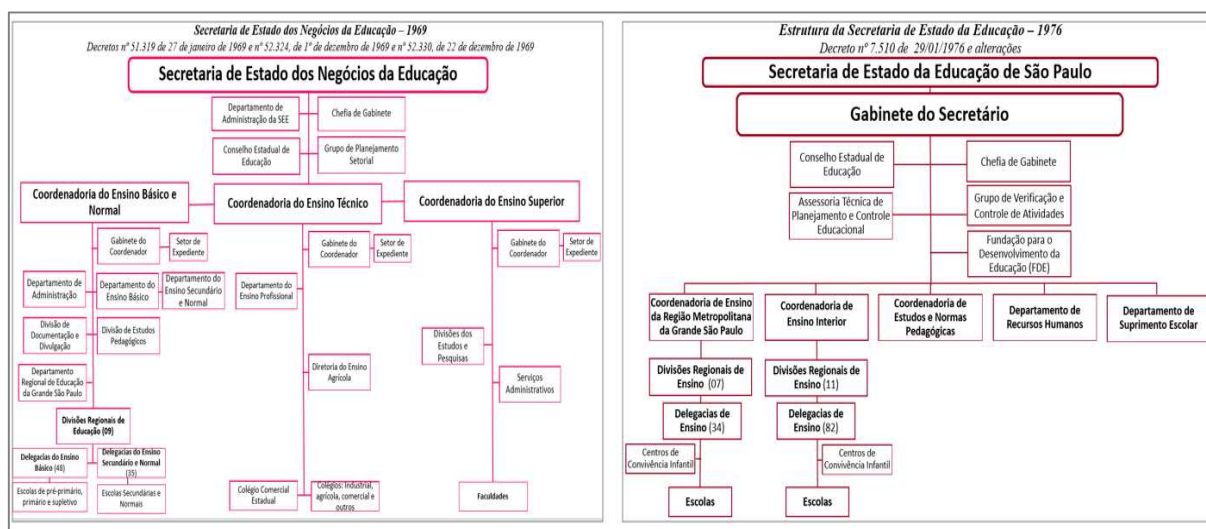 Secretaria de Estado dos Negócios da Educação – 1969
Decretos nº 51.319 de 27 de janeiro de 1969 e nº 52.324, de 1º de dezembro de 1969 e nº 52.330, de 22 de dezembro de 1969
Secretaria de Estado dos Negócios da Educação
Departamento de
Administração da SEE
Chefia de Gabinete
Conselho Estadual de
Educação
Grupo de Planejamento
Setorial
Coordenadoria do Ensino Básico e
Normal
Coordenadoria do Ensino Técnico
Coordenadoria do Ensino Superior
Gabinete do
Coordenador
Setor de
Expediente
Gabinete do
Coordenador
Setor de
Expediente
Gabinete do
Coordenador
Setor de
Expediente
Departamento de
Administração
Departamento do
Ensino Básico
Departamento do
Ensino Secundário
e Normal
Departamento do
Ensino Profissional
Divisão de
Documentação e
Divulgação
Divisão de Estudos
Pedagógicos
Divisões dos
Estudos e
Pesquisas
Departamento
Regional de Educação
da Grande São Paulo
Diretoria do Ensino
Agrícola
Serviços
Administrativos
Divisões Regionais de
Educação (09)
Delegacias do Ensino
Básico (48)
Delegacias do Ensino
Secundário e Normal
(35)
Escolas de pré-primário,
primário e supletivo
Escolas Secundárias e
Normais
Colégio Comercial
Estadual
Colégios: Industrial,
agrícola, comercial e
outros
Faculdades
Estrutura da Secretaria de Estado da Educação – 1976
Decreto nº 7.510 de 29/01/1976 e alterações
Secretaria de Estado da Educação de São Paulo
Gabinete do Secretário
Conselho Estadual de
Educação
Chefia de Gabinete
Assessoria Técnica de
Planejamento e Controle
Educacional
Grupo de Verificação e
Controle de Atividades
Fundação para o
Desenvolvimento da
Educação (FDE)
Coordenadoria de Ensino
da Região Metropolitana
da Grande São Paulo
Coordenadoria de
Ensino Interior
Coordenadoria de
Estudos e Normas
Pedagógicas
Departamento de
Recursos Humanos
Departamento de
Suprimento Escolar
Divisões Regionais de
Ensino (07)
Divisões Regionais de
Ensino (11)
Delegacias de
Ensino (34)
Delegacias de
Ensino (82)
Centros de
Convivência Infantil
Centros de
Convivência Infantil
Escolas
Escolas